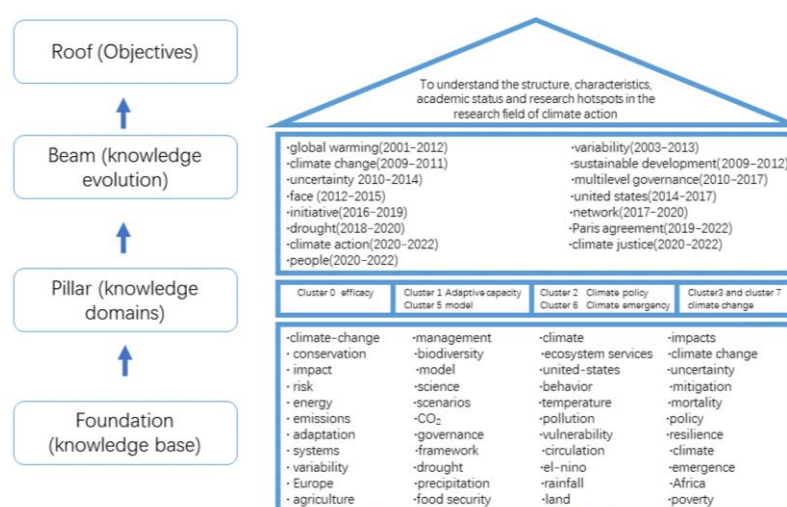 Roof (Objectives)
Beam (knowledge
evolution)
Pillar (knowledge
domains)
Foundation
(knowledge base)
To understand the structure, characteristics,
academic status and research hotspots in the
research field of climate action
·global warming(2001-2012)
·climate change(2009-2011)
·uncertainty 2010-2014)
·face (2012-2015)
·initiative(2016-2019)
·drought(2018-2020)
·climate action(2020-2022)
·people(2020-2022)
·variability(2003-2013)
·sustainable development(2009-2012)
·multilevel governance(2010-2017)
·united states(2014-2017)
·network(2017-2020)
·Paris agreement(2019-2022)
·climate justice(2020-2022)
Cluster 0 efficacy
Cluster 1 Adaptive capacity
Cluster 5 model
Cluster 2 Climate policy
Cluster 6 Climate emergency
Cluster3 and cluster 7
climate change
·climate-change
· conservation
· impact
· risk
· energy
· emissions
· adaptation
· systems
· variability
· Europe
· agriculture
·management
·biodiversity
·model
·science
·scenarios
·CO₂
·governance
·framework
·drought
·precipitation
·food security
·climate
·ecosystem services
·united-states
·behavior
·temperature
·pollution
·vulnerability
·circulation
·el-nino
·rainfall
·land
·impacts
·climate change
·uncertainty
·mitigation
·mortality
·policy
·resilience
·climate
·emergence
·Africa
·poverty